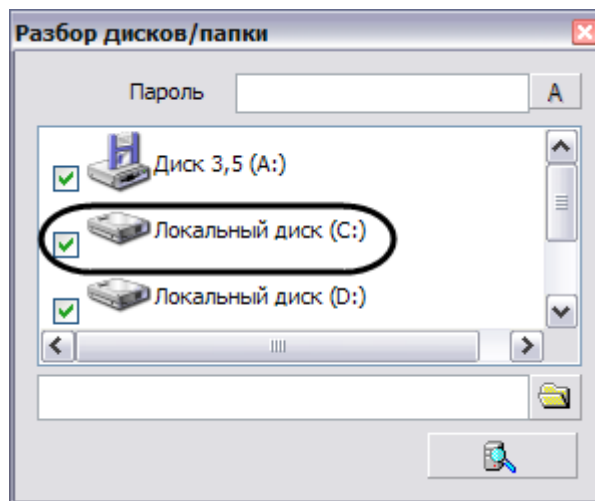 Разбор дисков/папки
Пароль
A
Диск 3,5 (A:)
Локальный диск (C:)
Локальный диск (D:)